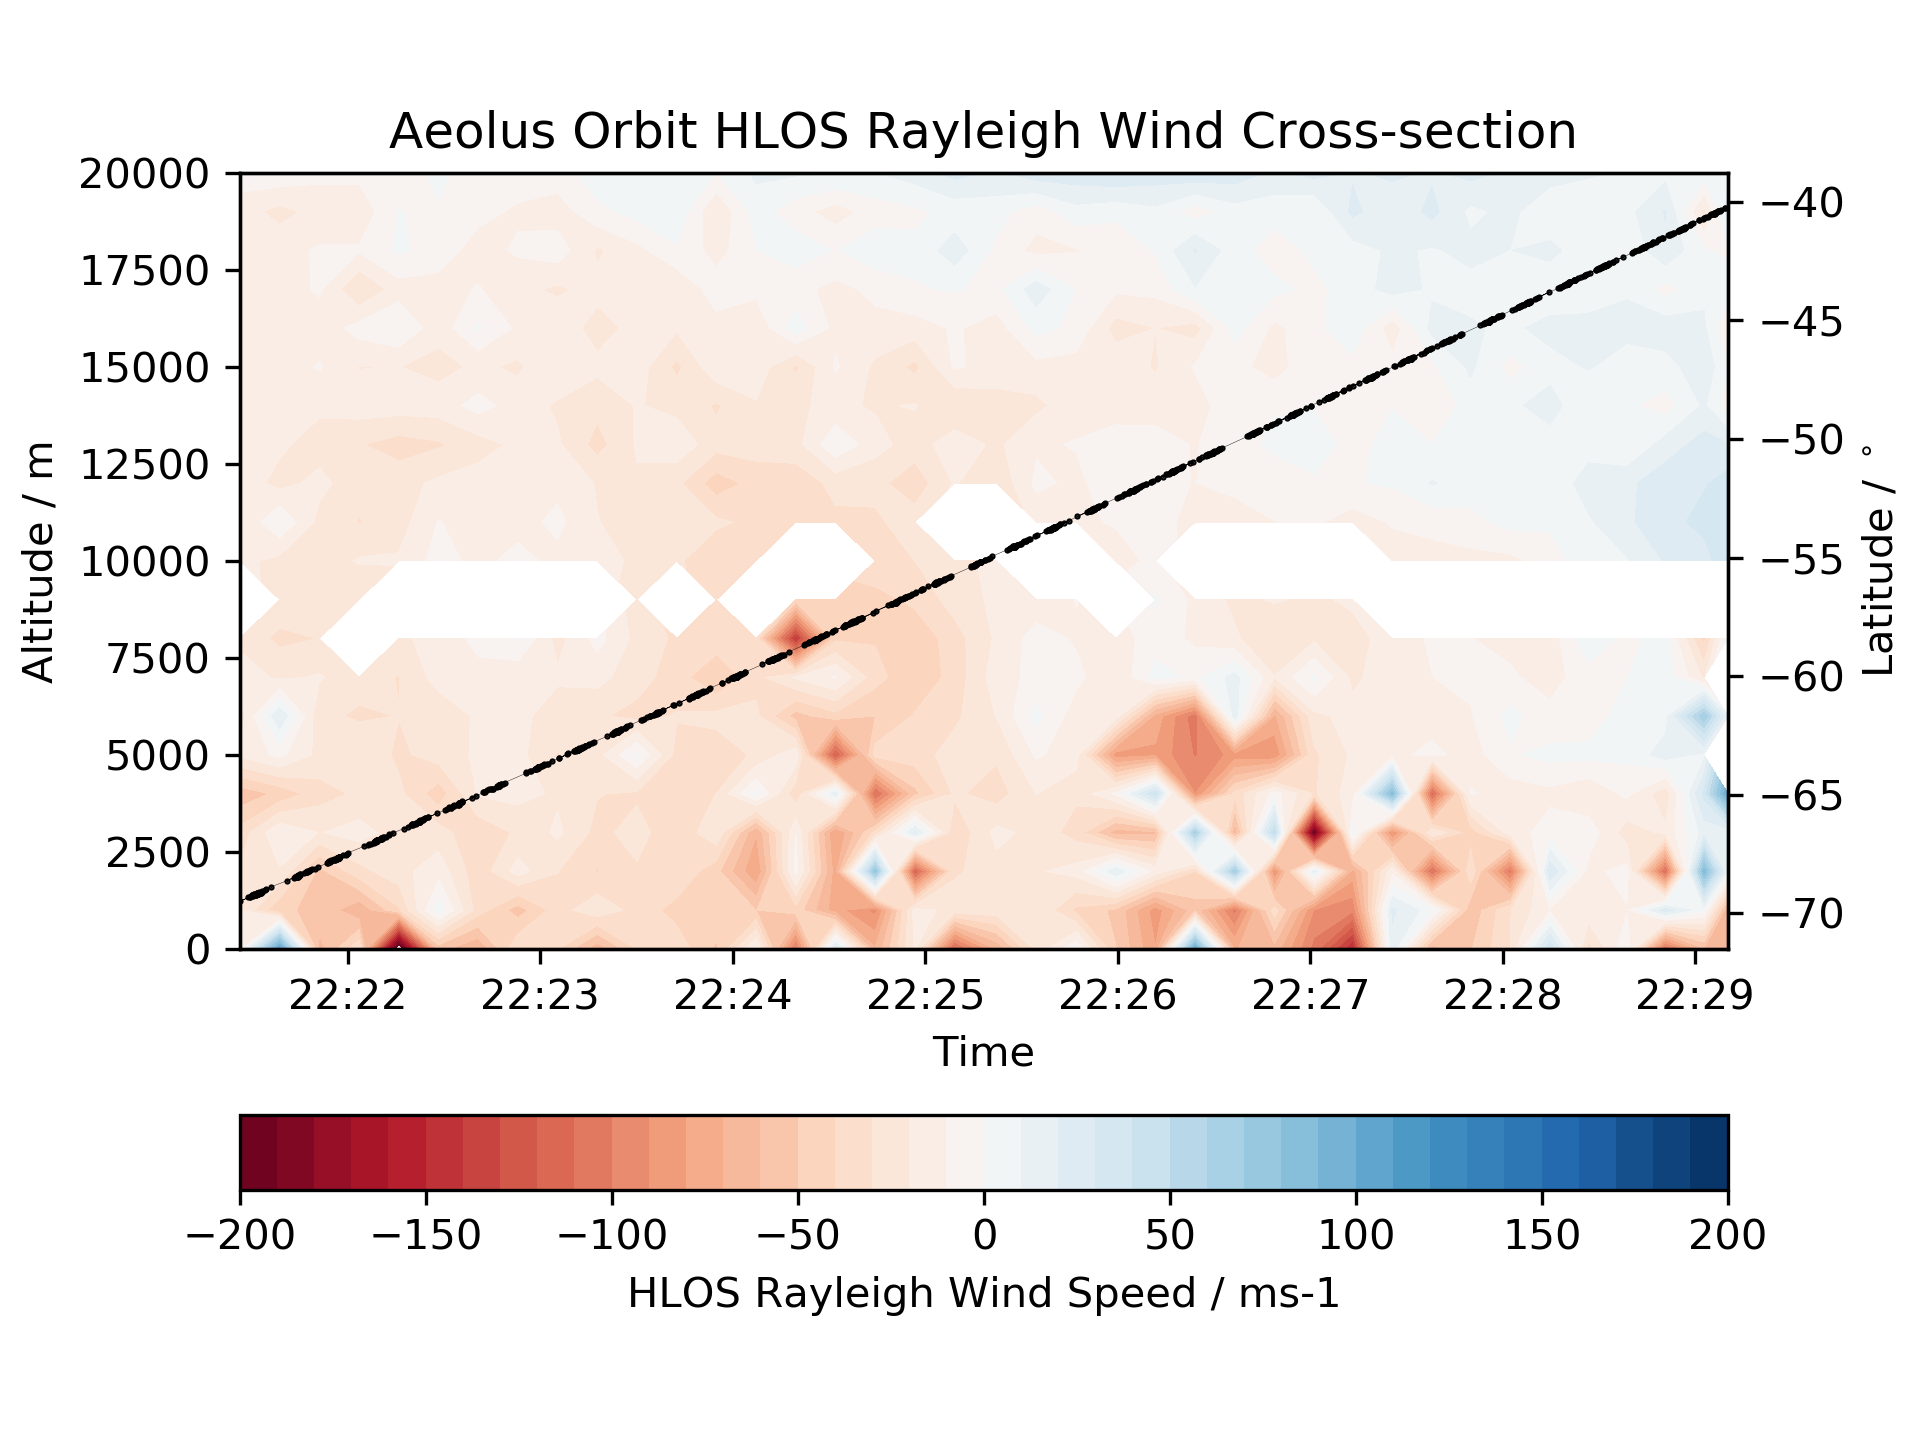 Aeolus Orbit HLOS Rayleigh Wind Cross-section
20000
17500
15000
12500
10000
7500
5000
2500
0
Altitude / m
−40
−45
−50
−55
−60
−65
−70
Latitude / °
22:22 22:23 22:24 22:25 22:26 22:27 22:28 22:29
Time
−200 −150 −100 −50 0 50 100 150 200
HLOS Rayleigh Wind Speed / ms-1